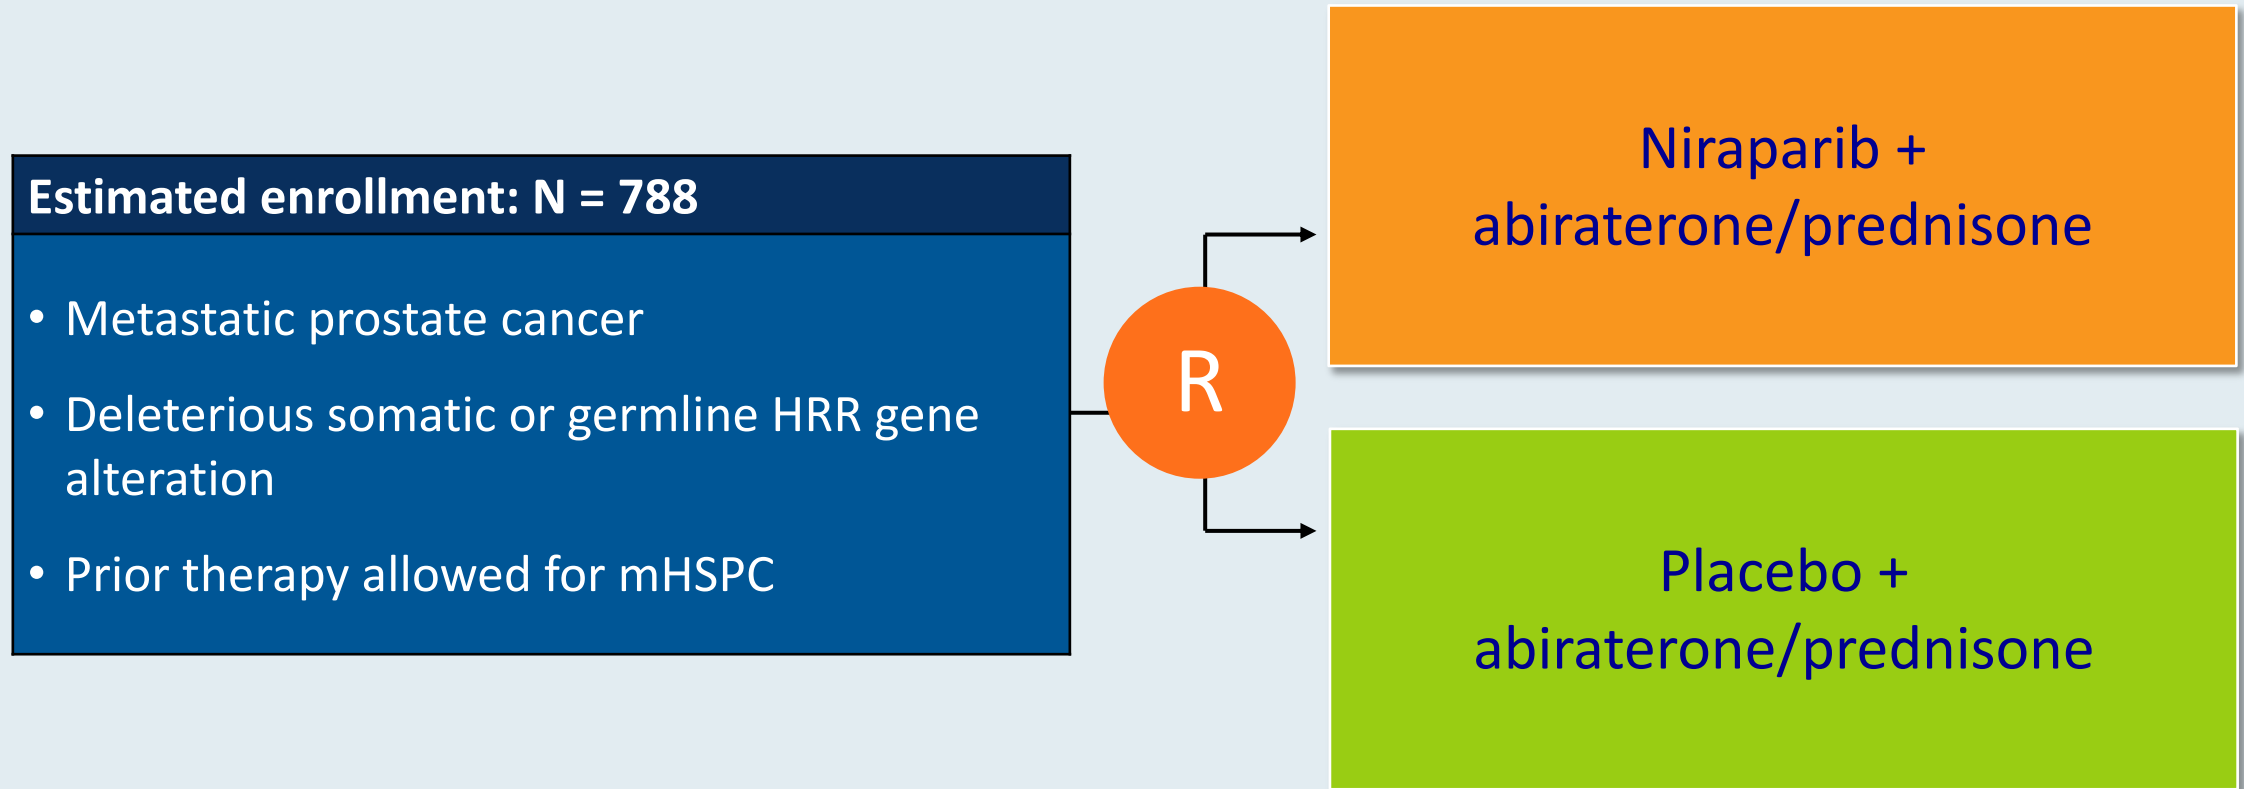 Estimated enrollment: N = 788
• Metastatic prostate cancer
• Deleterious somatic or germline HRR gene
alteration
• Prior therapy allowed for mHSPC
R
Niraparib +
abiraterone/prednisone
Placebo +
abiraterone/prednisone